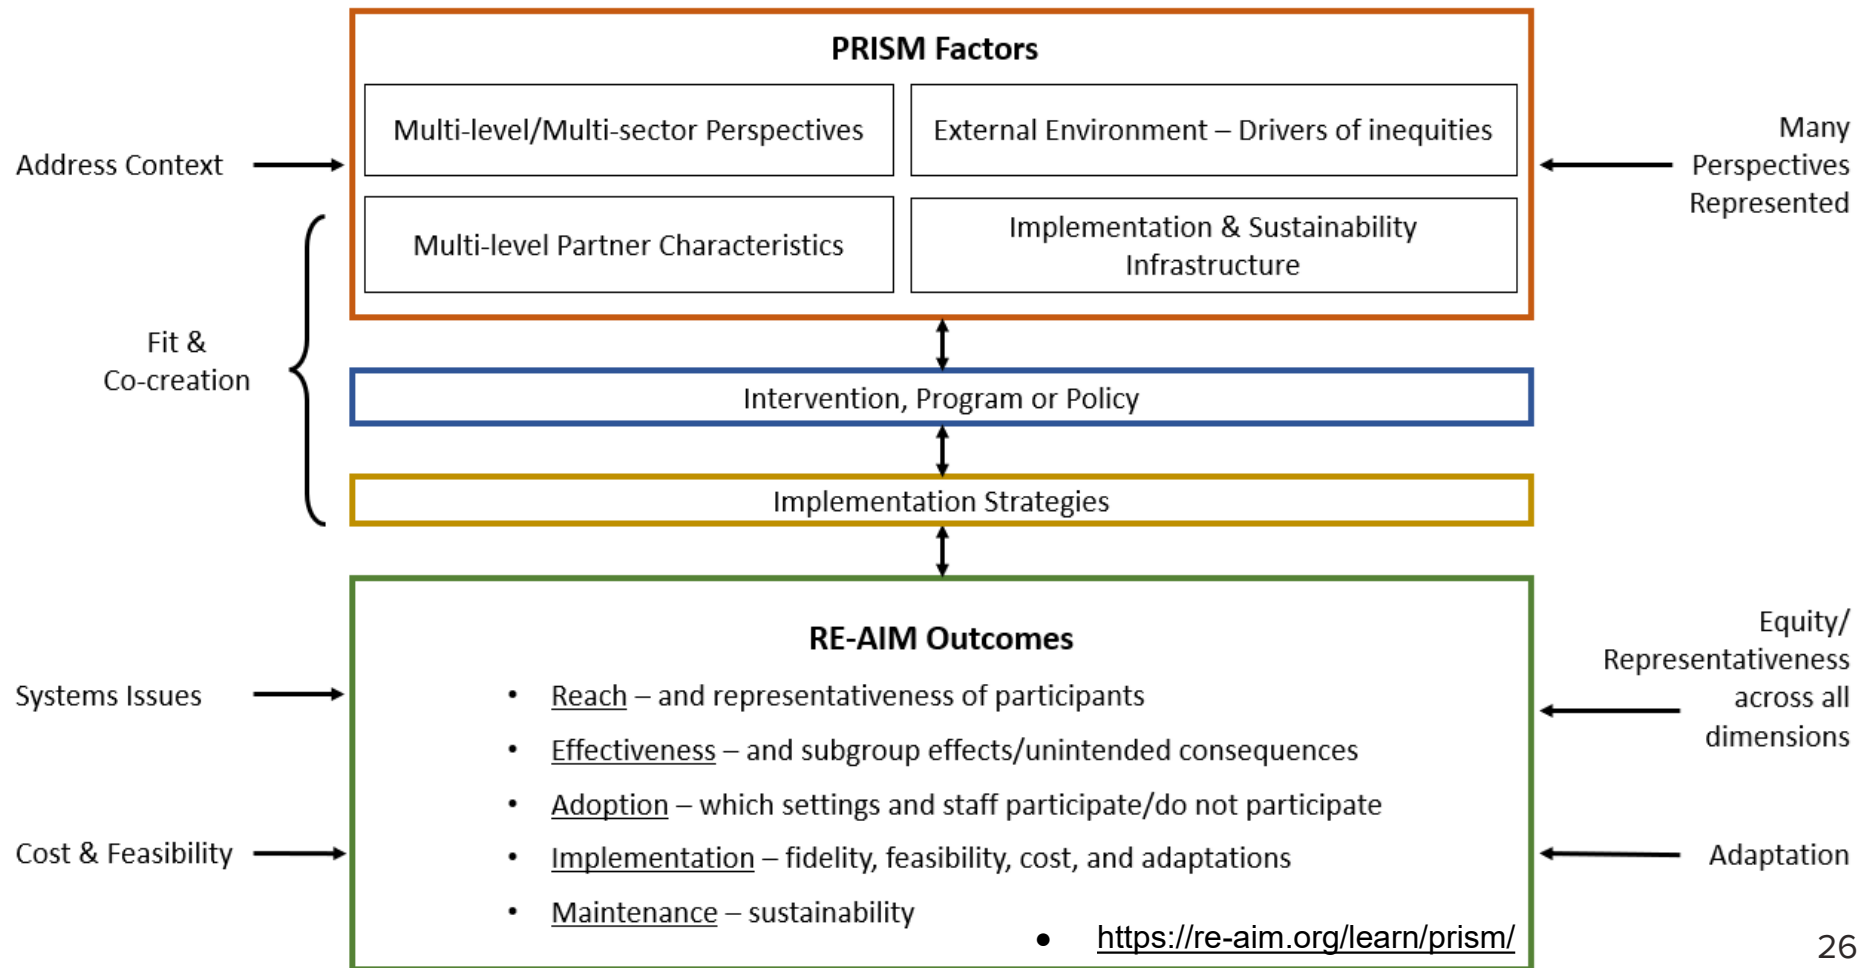 PRISM Factors
Multi-level/Multi-sector Perspectives
External Environment – Drivers of inequities
Multi-level Partner Characteristics
Implementation & Sustainability
Infrastructure
Address Context
Many
Perspectives
Represented
Fit &
Co-creation
Intervention, Program or Policy
Implementation Strategies
RE-AIM Outcomes
• Reach – and representativeness of participants
• Effectiveness – and subgroup effects/unintended consequences
• Adoption – which settings and staff participate/do not participate
• Implementation – fidelity, feasibility, cost, and adaptations
• Maintenance – sustainability
● https://re-aim.org/learn/prism/
Systems Issues
Cost & Feasibility
Equity/
Representativeness
across all
dimensions
Adaptation
26